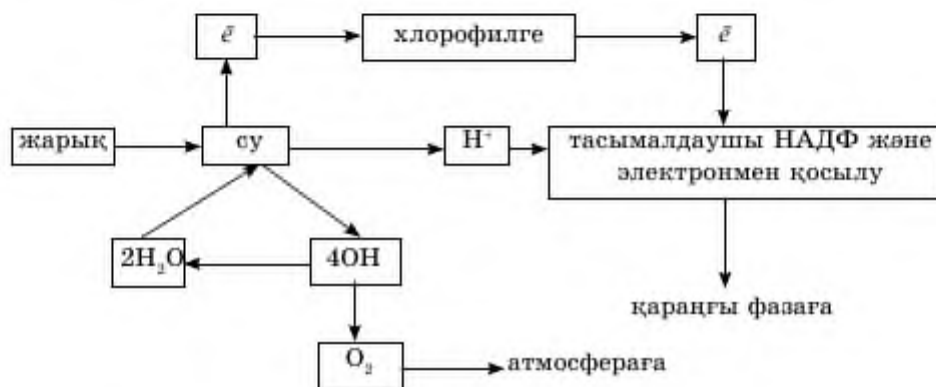 ē
хлорофилге
ē
жарық
су
H⁺
тасымалдаушы НАДФ және
электронмен қосылу
2H₂O
4OH
қараңғы фазаға
O₂
атмосфераға